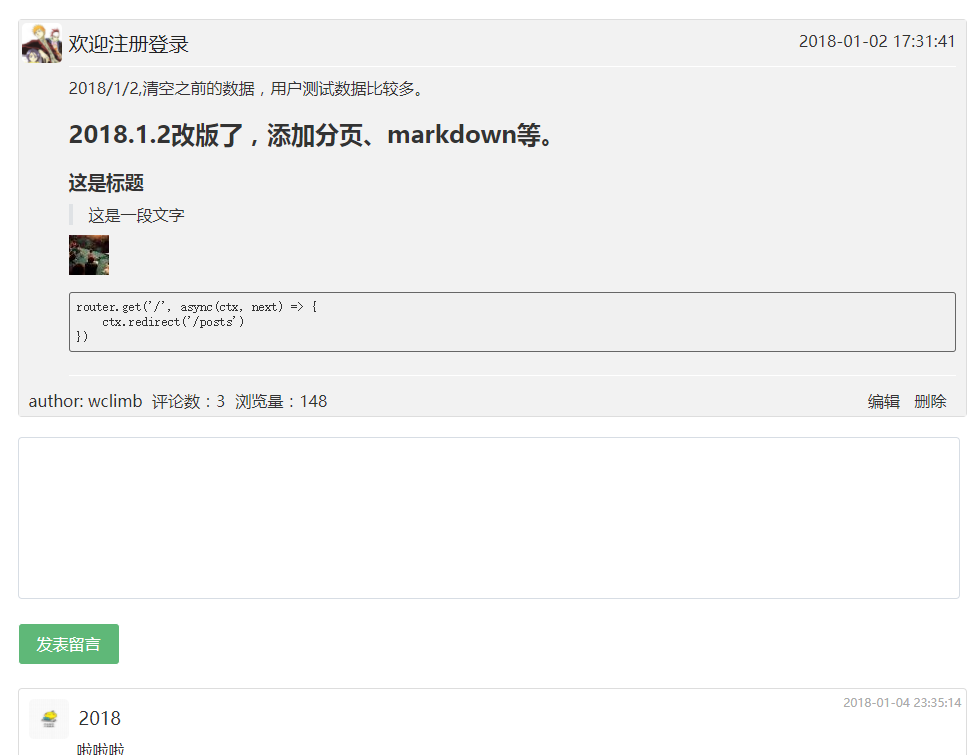 欢迎注册登录
2018-01-02 17:31:41
2018/1/2,清空之前的数据，用户测试数据比较多。
2018.1.2改版了，添加分页、markdown等。
这是标题
这是一段文字
router.get('/', async(ctx, next) => {
    ctx.redirect('/posts')
})
author: wclimb 评论数：3 浏览量：148
编辑 删除
发表留言
2018
2018-01-04 23:35:14
啦啦啦